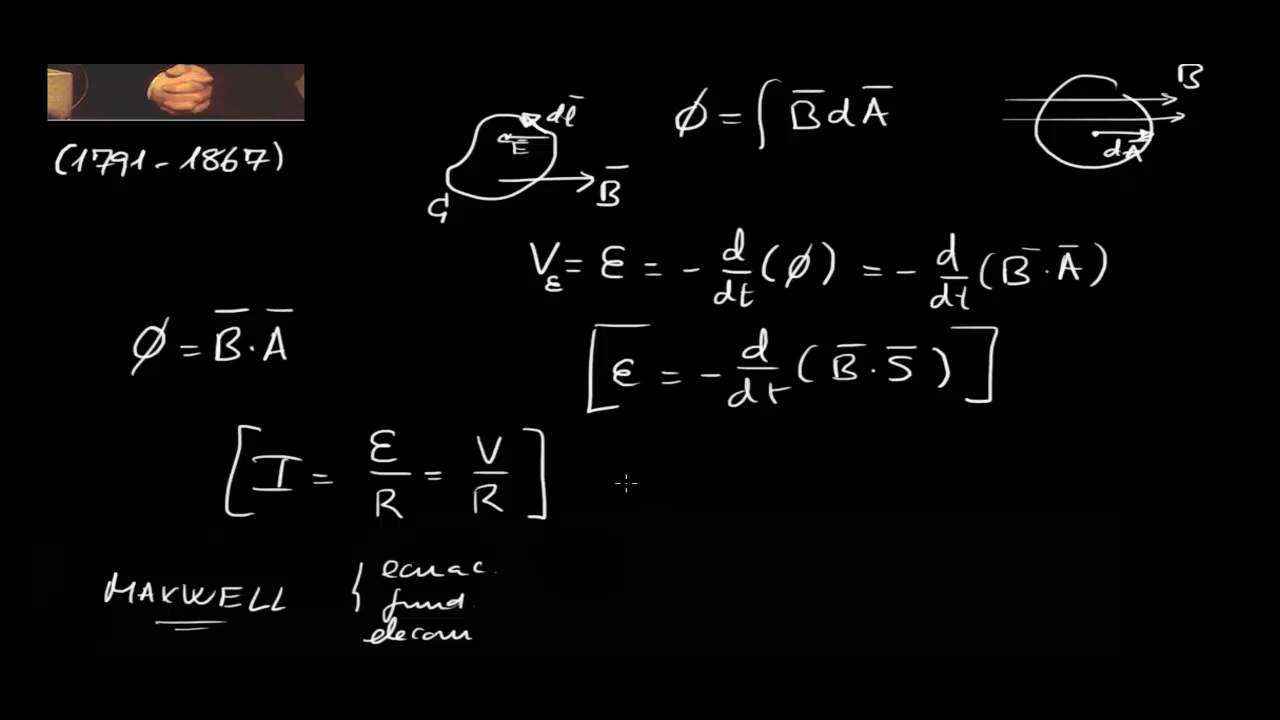 (1791-1867)
dl̅
E̅
B̅
C
ϕ = ∫ B̅ dA̅
B
dA̅
V_ε = ε = - d/dt (ϕ) = - d/dt (B̅ · A̅)
ϕ = B̅ · A̅
[ε = - d/dt (B̅ · S̅)]
[I = ε/R = V/R]
MAXWELL
{ ecuac.
fund.